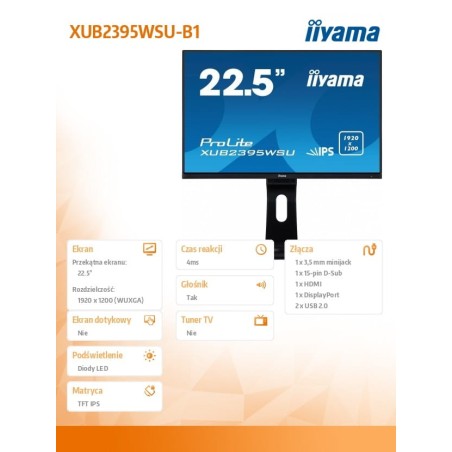 XUB2395WSU-B1
iiyama
22.5”
iiyama
ProLite
XUB2395WSU
IPS
1920
x
1200
iiyama
Ekran
Przekątna ekranu:
22.5"
Rozdzielczość
1920 x 1200 (WUXGA)
Ekran dotykowy
Nie
Podświetlenie
Diody LED
Matryca
TFT IPS
Czas reakcji
4ms
Głośnik
Tak
Tuner TV
Nie
Złącza
1 x 3,5 mm minijack
1 x 15-pin D-Sub
1 x HDMI
1 x DisplayPort
2 x USB 2.0